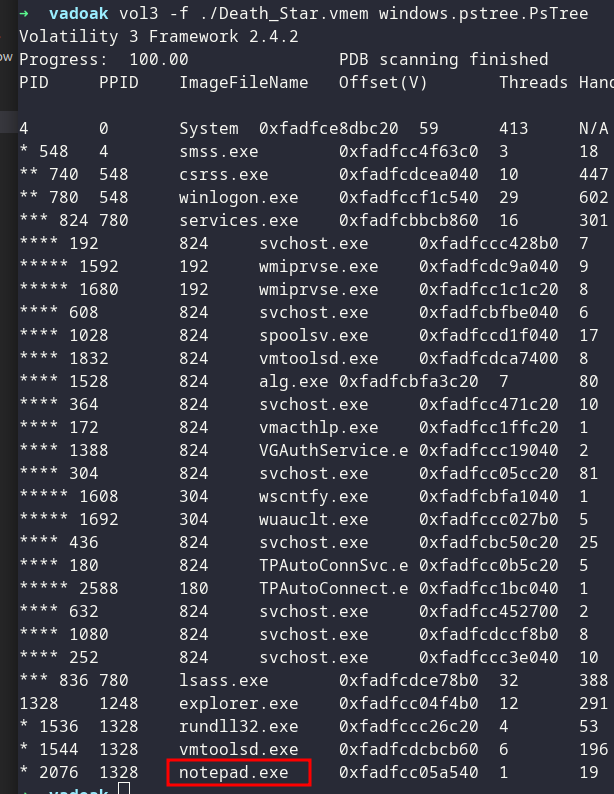 → vadoak vol3 -f ./Death_Star.vmem windows.pstree.PsTree
Volatility 3 Framework 2.4.2
Progress: 100.00 PDB scanning finished
PID PPID ImageFileName Offset(V) Threads Hand
4 0 System 0xfadfce8dbc20 59 413 N/A
* 548 4 smss.exe 0xfadfcc4f63c0 3 18
** 740 548 csrss.exe 0xfadfcdcea040 10 447
** 780 548 winlogon.exe 0xfadfccf1c540 29 602
*** 824 780 services.exe 0xfadfcbbcb860 16 301
**** 192 824 svchost.exe 0xfadfccc428b0 7
***** 1592 192 wmiprvse.exe 0xfadfcdc9a040 9
***** 1680 192 wmiprvse.exe 0xfadfcc1c1c20 8
**** 608 824 svchost.exe 0xfadfcbfbe040 6
**** 1028 824 spoolsv.exe 0xfadfccd1f040 17
**** 1832 824 vmtoolsd.exe 0xfadfcdca7400 8
**** 1528 824 alg.exe 0xfadfcbfa3c20 7 80
**** 364 824 svchost.exe 0xfadfcc471c20 10
**** 172 824 vmacthlp.exe 0xfadfcc1ffc20 1
**** 1388 824 VGAuthService.e 0xfadfccc19040 2
**** 304 824 svchost.exe 0xfadfcc05cc20 81
***** 1608 304 wscntfy.exe 0xfadfcbfa1040 1
***** 1692 304 wuauclt.exe 0xfadfccc027b0 5
**** 436 824 svchost.exe 0xfadfcbc50c20 25
**** 180 824 TPAutoConnSvc.e 0xfadfcc0b5c20 5
***** 2588 180 TPAutoConnect.e 0xfadfcc1bc040 1
**** 632 824 svchost.exe 0xfadfcc452700 2
**** 1080 824 svchost.exe 0xfadfcdccf8b0 8
**** 252 824 svchost.exe 0xfadfccc3e040 10
*** 836 780 lsass.exe 0xfadfcdce78b0 32 388
1328 1248 explorer.exe 0xfadfcc04f4b0 12 291
* 1536 1328 rundll32.exe 0xfadfccc26c20 4 53
* 1544 1328 vmtoolsd.exe 0xfadfcdcbcb60 6 196
* 2076 1328 notepad.exe 0xfadfcc05a540 1 19
→ vadoak